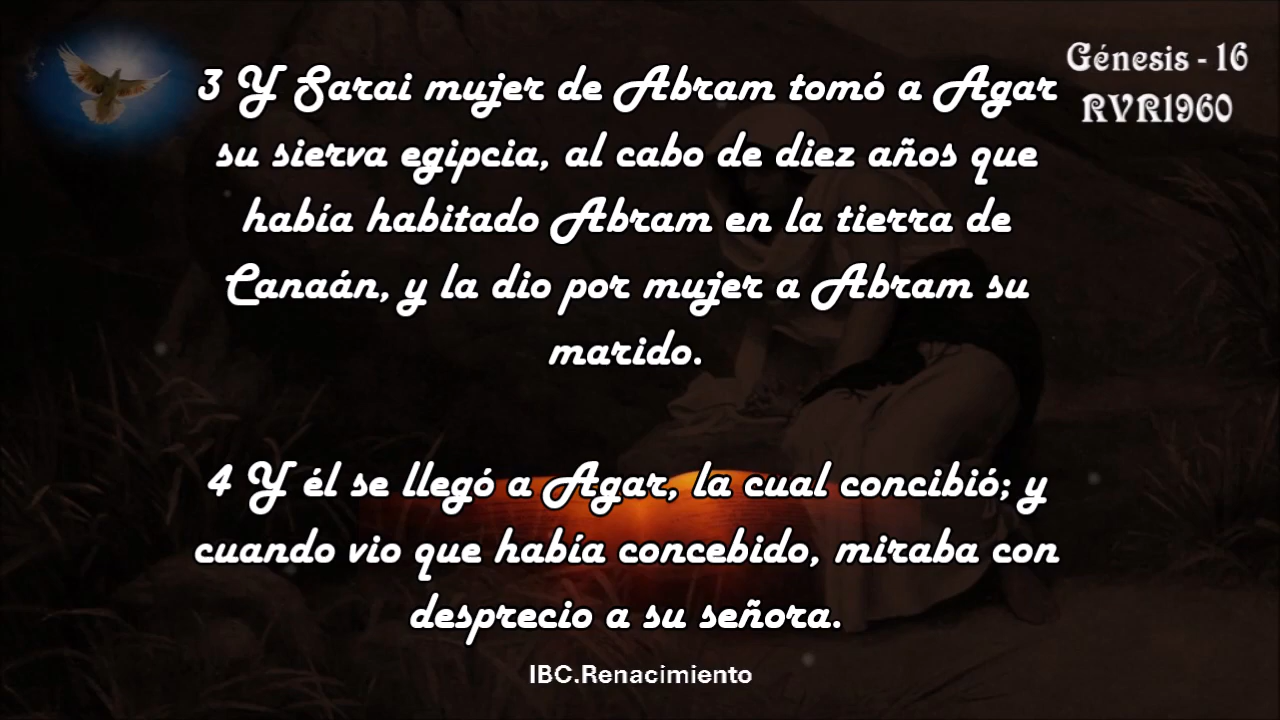 Génesis - 16
RVR1960
3 Y Sarai mujer de Abram tomó a Agar
su sierva egipcia, al cabo de diez años que
había habitado Abram en la tierra de
Canaán, y la dio por mujer a Abram su
marido.
4 Y él se llegó a Agar, la cual concibió; y
cuando vio que había concebido, miraba con
desprecio a su señora.
IBC.Renacimiento